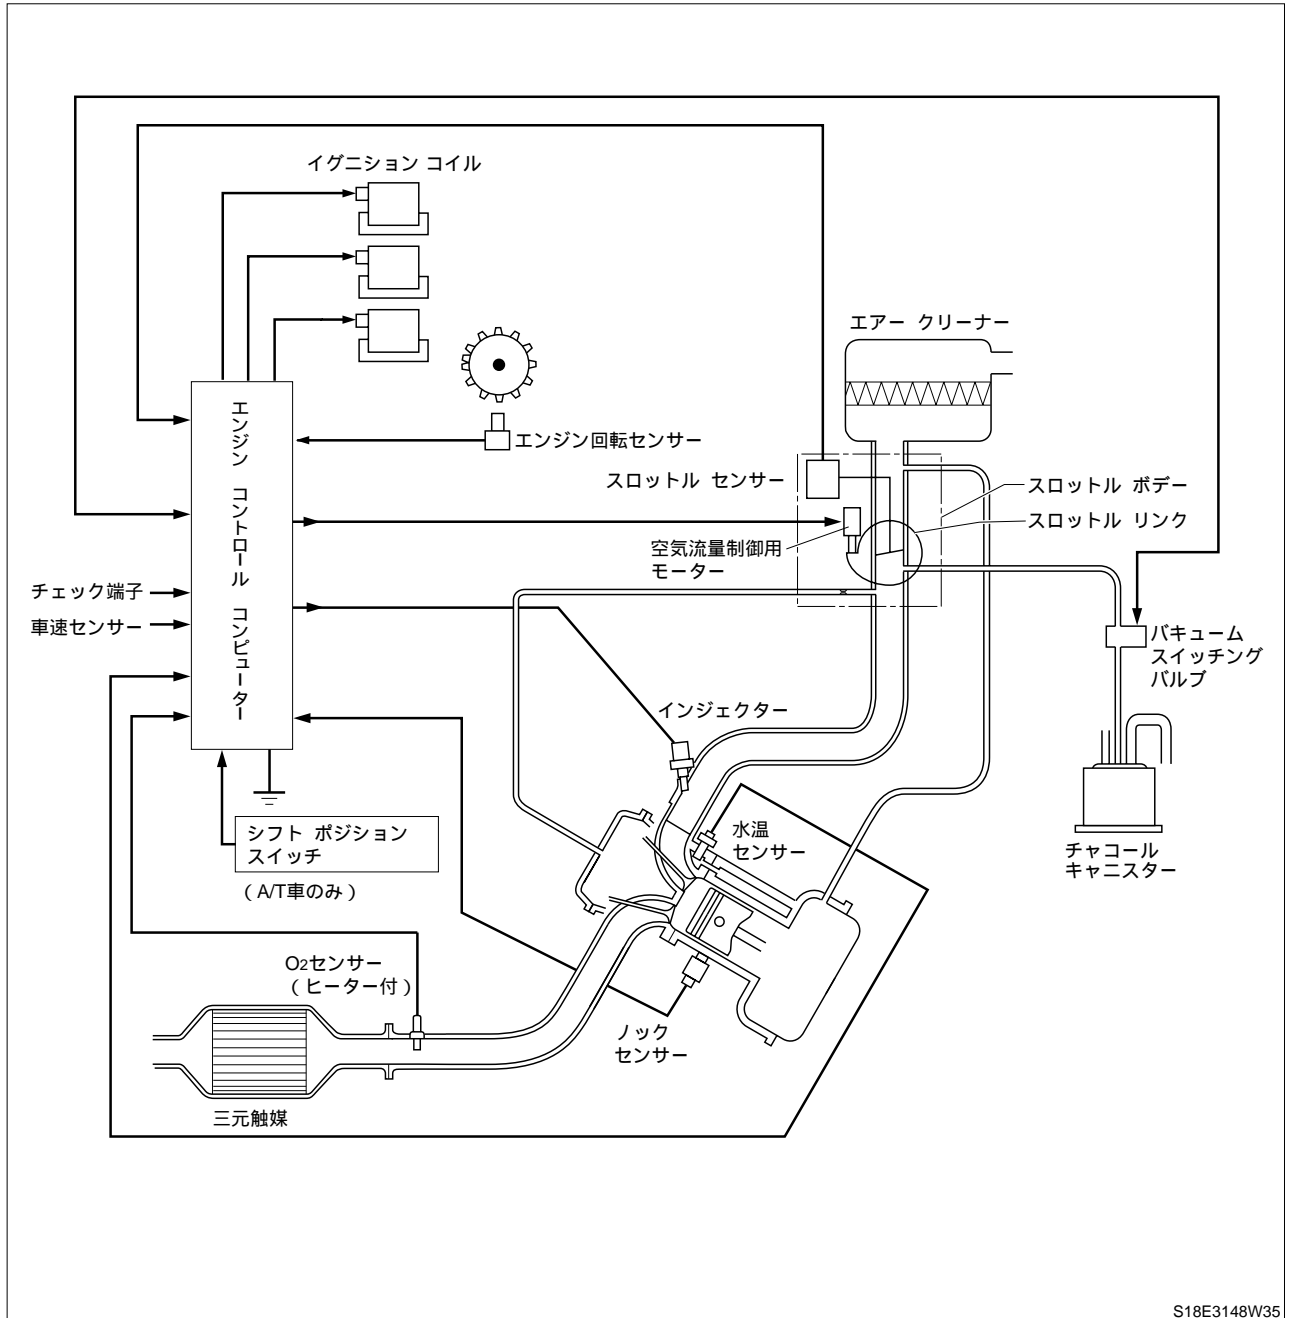 イグニション コイル
エアー クリーナー
エンジン回転センサー
スロットル センサー
スロットル ボデー
スロットル リンク
空気流量制御用
モーター
エンジン コントロール コンピューター
チェック端子
車速センサー
バキューム
スイッチング
バルブ
インジェクター
シフト ポジション
スイッチ
（A/T車のみ）
水温
センサー
チャコール
キャニスター
O2センサー
（ヒーター付）
ノック
センサー
三元触媒
S18E3148W35